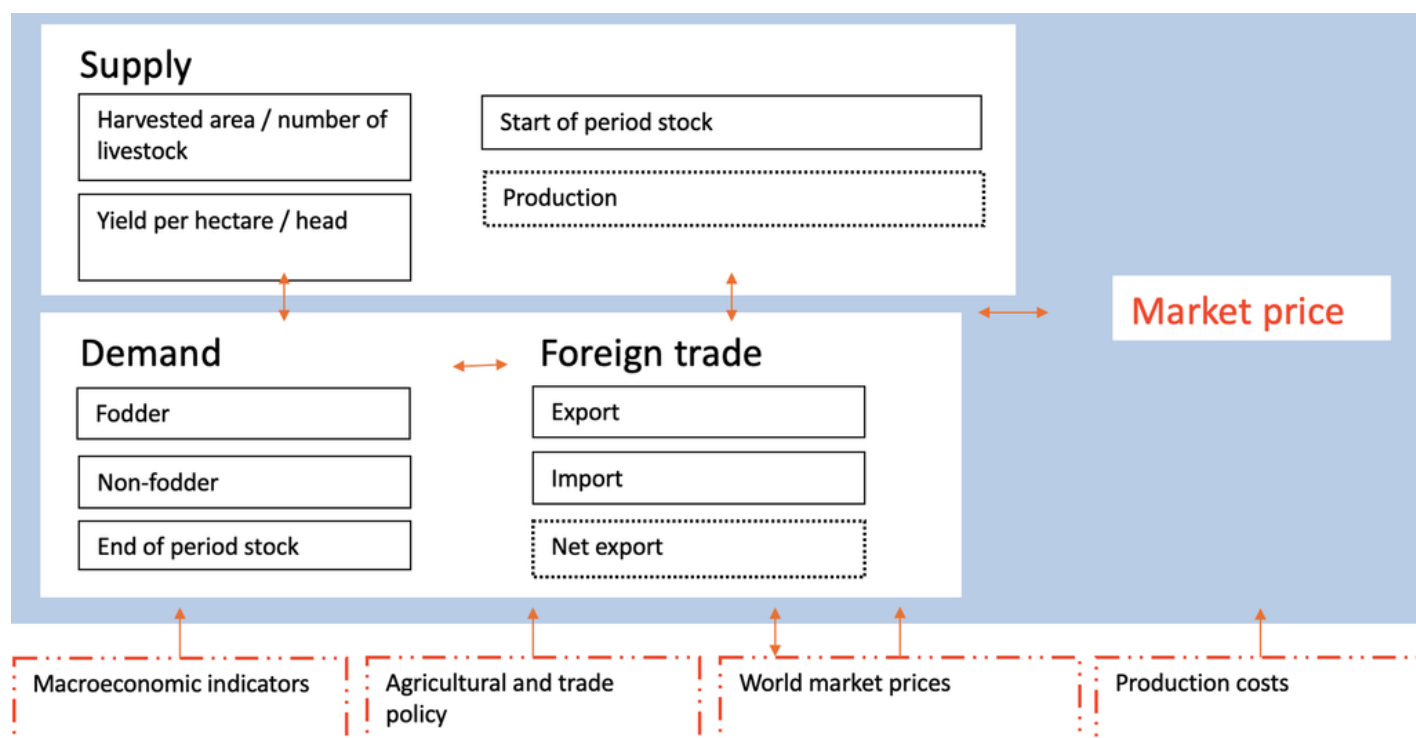 Supply
Harvested area / number of
livestock
Yield per hectare / head
Start of period stock
Production
Market price
Demand
Fodder
Non-fodder
End of period stock
Foreign trade
Export
Import
Net export
Macroeconomic indicators
Agricultural and trade
policy
World market prices
Production costs